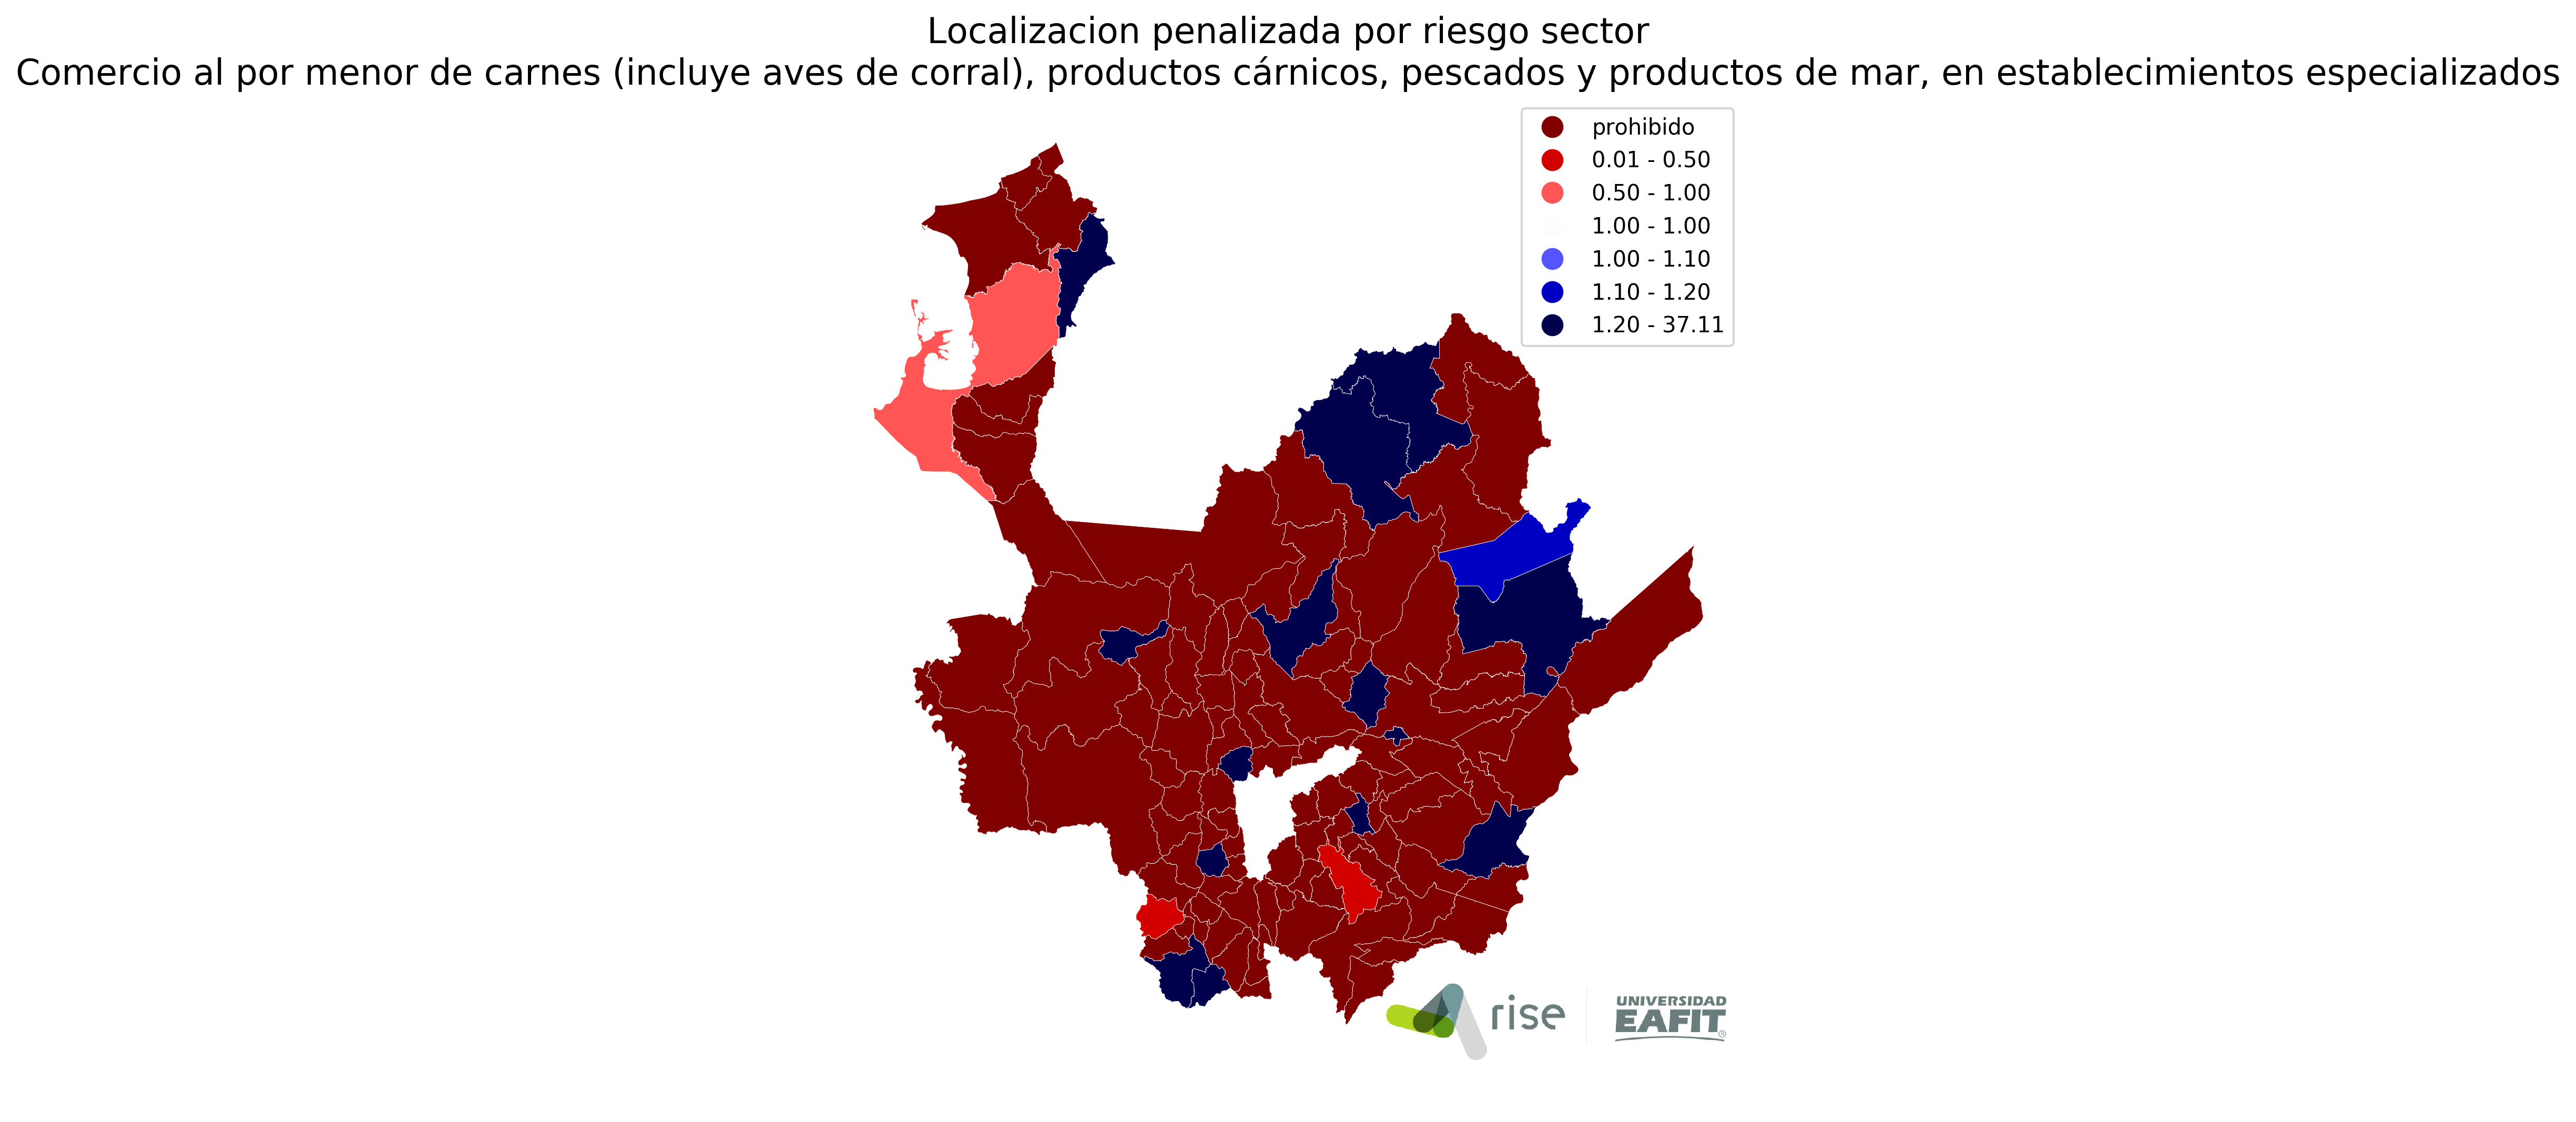 Localizacion penalizada por riesgo sector
Comercio al por menor de carnes (incluye aves de corral), productos cárnicos, pescados y productos de mar, en establecimientos especializados
prohibido
0.01 - 0.50
0.50 - 1.00
1.00 - 1.00
1.00 - 1.10
1.10 - 1.20
1.20 - 37.11
rise
UNIVERSIDAD
EAFIT®